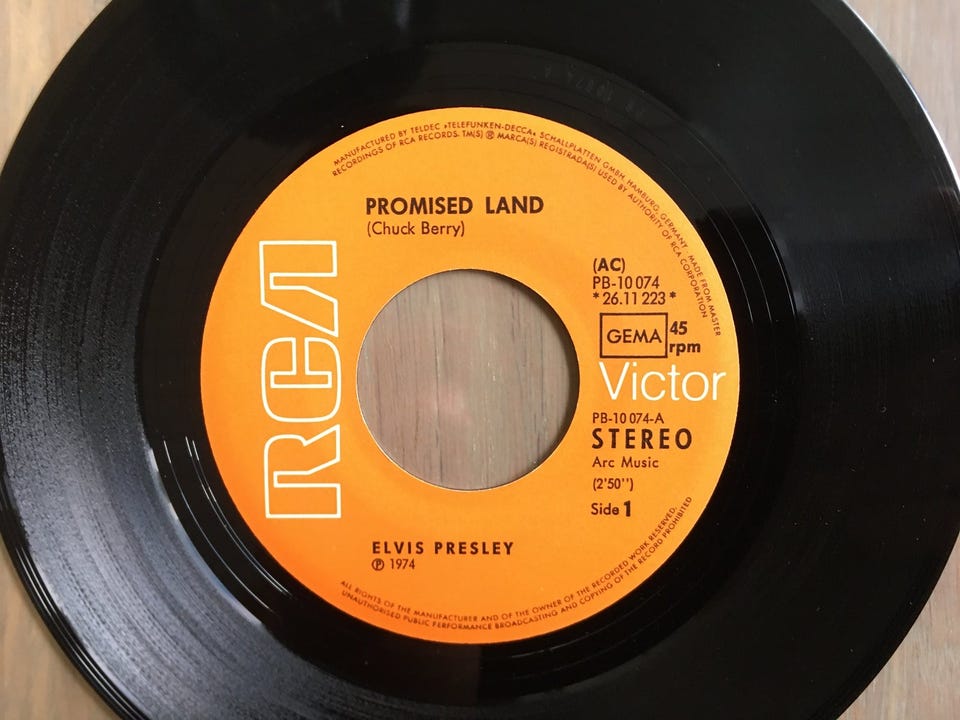 MANUFACTURED BY TELDEC »TELEFUNKEN-DECCA« SCHALLPLATTEN GMBH, HAMBURG, GERMANY · MADE FROM MASTER
RECORDINGS OF RCA RECORDS. TM(S) ® MARCA(S) REGISTRADA(S) USED BY AUTHORITY OF RCA CORPORATION
PROMISED LAND
(Chuck Berry)
RCA
(AC)
PB-10 074
* 26.11 223 *
GEMA
45
rpm
Victor
PB-10 074-A
STEREO
Arc Music
(2'50'')
Side 1
ELVIS PRESLEY
℗ 1974
ALL RIGHTS OF THE MANUFACTURER AND OF THE OWNER OF THE RECORDED WORK RESERVED.
UNAUTHORISED PUBLIC PERFORMANCE BROADCASTING AND COPYING OF THE RECORD PROHIBITED